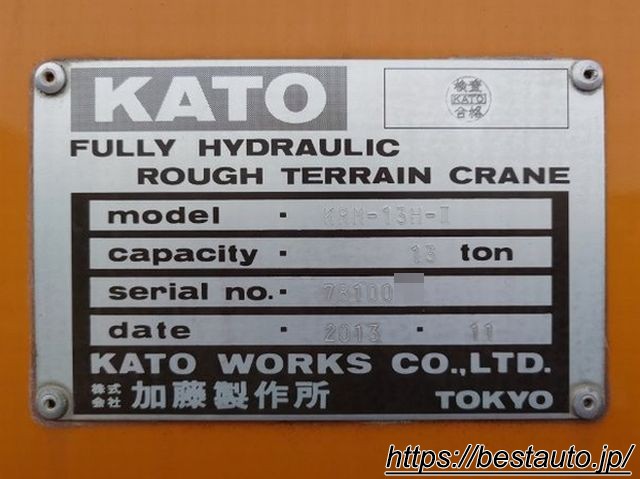 KATO
検査
KATO
合格
FULLY HYDRAULIC
ROUGH TERRAIN CRANE
model · KRM-13H-II
capacity · 13 ton
serial no. · 78100
date · 2013 · 11
KATO WORKS CO.,LTD.
株式会社 加藤製作所 TOKYO
https://bestauto.jp/